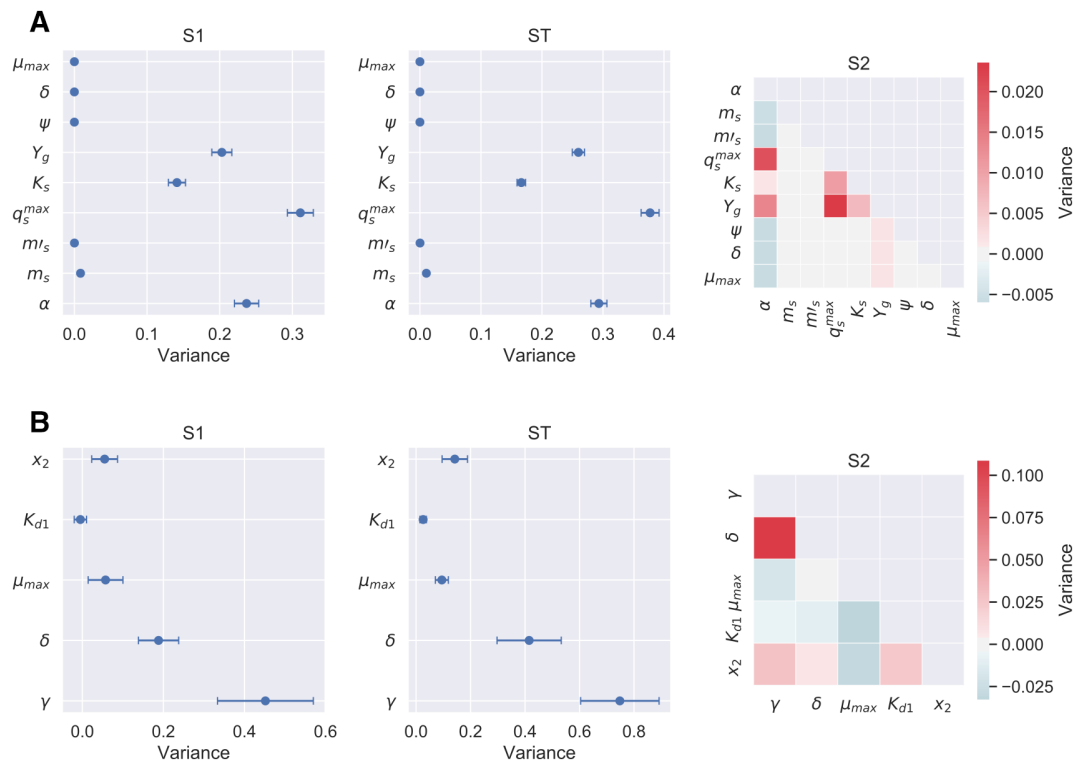 A
S1
μmax
δ
ψ
Yg
Ks
qsmax
m′s
ms
α
0.0 0.1 0.2 0.3
Variance
ST
μmax
δ
ψ
Yg
Ks
qsmax
m′s
ms
α
0.0 0.1 0.2 0.3 0.4
Variance
S2
α
ms
m′s
qsmax
Ks
Yg
ψ
δ
μmax
α ms m′s qsmax Ks Yg ψ δ μmax
0.020
0.015
0.010
0.005
0.000
−0.005
Variance
B
S1
x2
Kd1
μmax
δ
γ
0.0 0.2 0.4 0.6
Variance
ST
x2
Kd1
μmax
δ
γ
0.0 0.2 0.4 0.6 0.8
Variance
S2
γ
δ
μmax
Kd1
x2
γ δ μmax Kd1 x2
0.100
0.075
0.050
0.025
0.000
−0.025
Variance